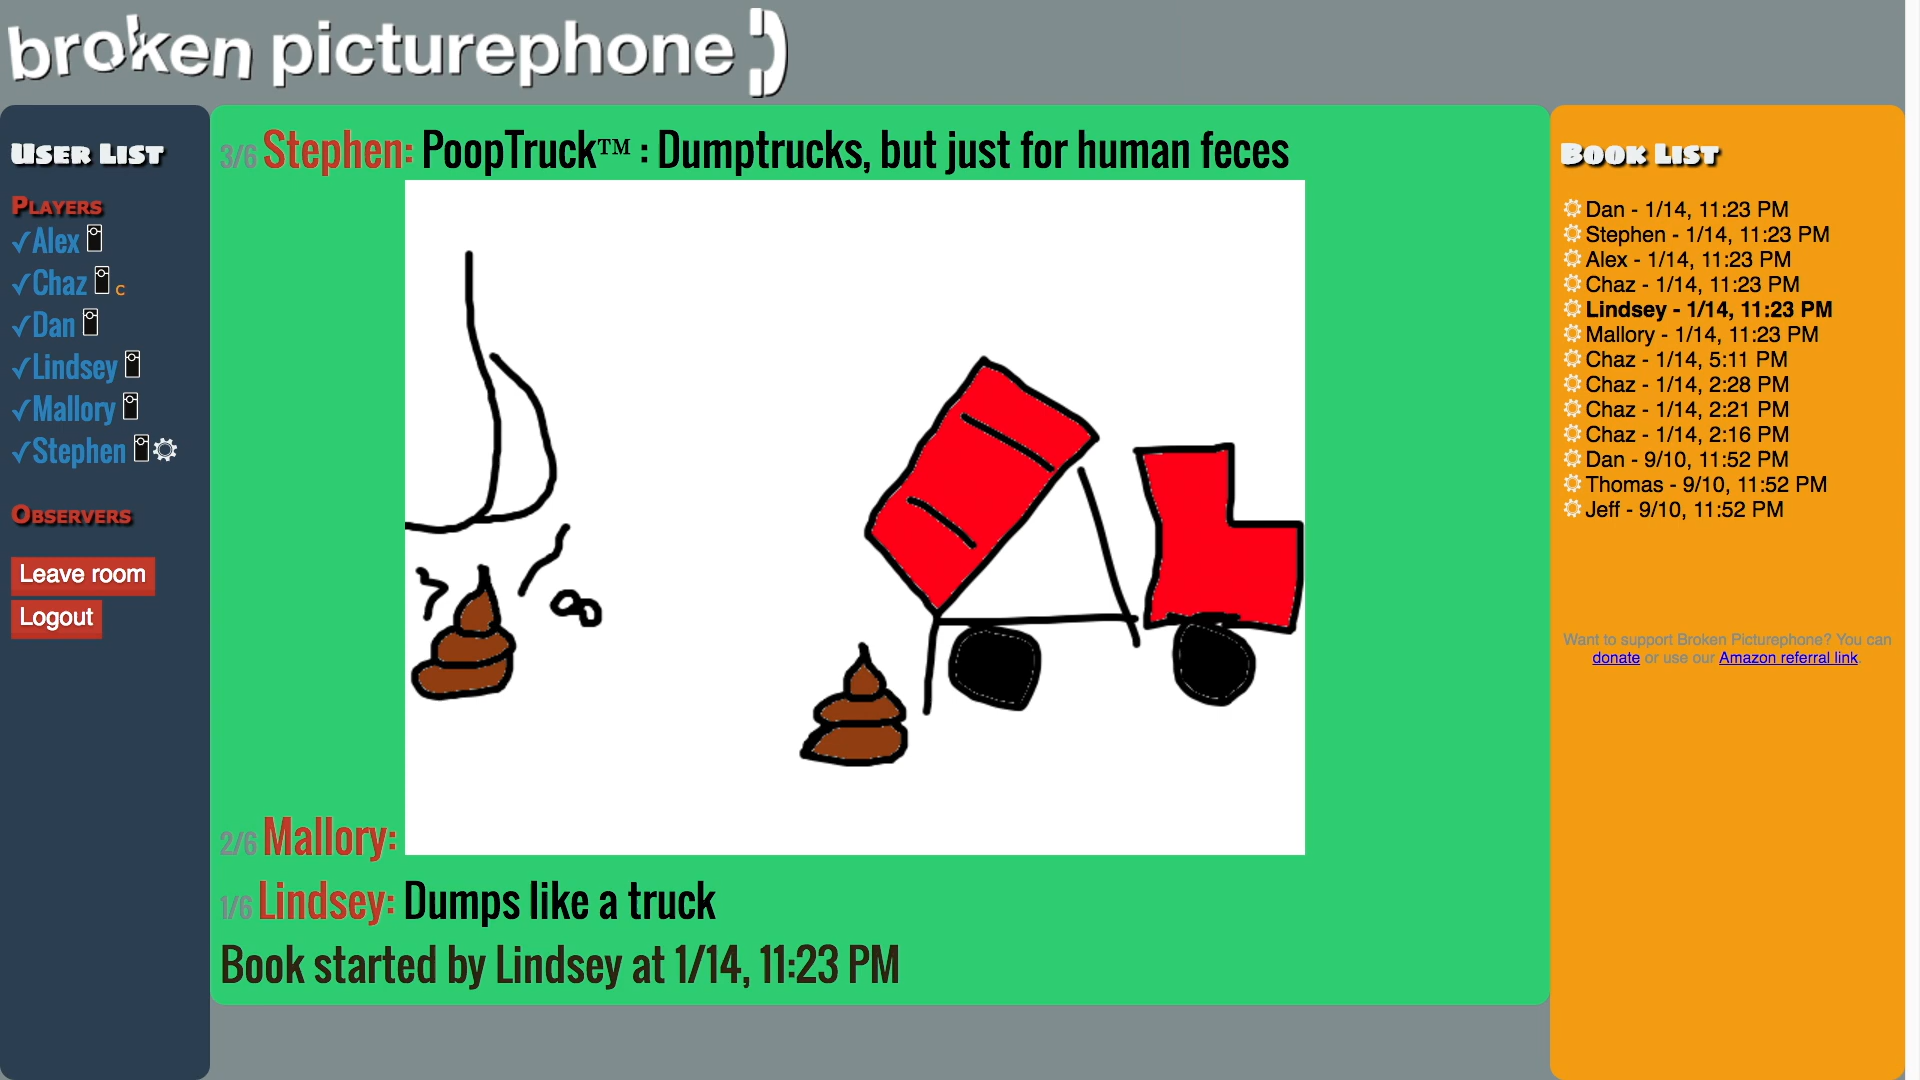 broken picturephone
User List
Players
✓Alex
✓Chaz c
✓Dan
✓Lindsey
✓Mallory
✓Stephen
Observers
Leave room
Logout
3/6 Stephen: PoopTruck™ : Dumptrucks, but just for human feces
2/6 Mallory:
1/6 Lindsey: Dumps like a truck
Book started by Lindsey at 1/14, 11:23 PM
Book List
Dan - 1/14, 11:23 PM
Stephen - 1/14, 11:23 PM
Alex - 1/14, 11:23 PM
Chaz - 1/14, 11:23 PM
Lindsey - 1/14, 11:23 PM
Mallory - 1/14, 11:23 PM
Chaz - 1/14, 5:11 PM
Chaz - 1/14, 2:28 PM
Chaz - 1/14, 2:21 PM
Chaz - 1/14, 2:16 PM
Dan - 9/10, 11:52 PM
Thomas - 9/10, 11:52 PM
Jeff - 9/10, 11:52 PM
Want to support Broken Picturephone? You can
donate or use our Amazon referral link.